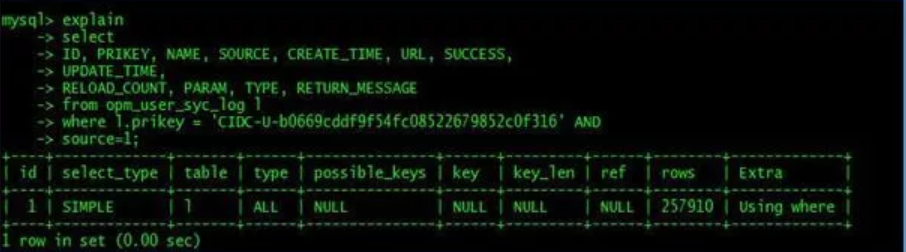 mysql> explain
-> select
-> ID, PRIKEY, NAME, SOURCE, CREATE_TIME, URL, SUCCESS,
-> UPDATE_TIME,
-> RELOAD_COUNT, PARAM, TYPE, RETURN_MESSAGE
-> from opm_user_syc_log l
-> where l.prikey = 'CIDC-U-b0669cddf9f54fc08522679852c0f316' AND
-> source=1;
| id | select_type | table | type | possible_keys | key | key_len | ref | rows | Extra |
| 1 | SIMPLE | l | ALL | NULL | NULL | NULL | NULL | 257910 | Using where |
1 row in set (0.00 sec)